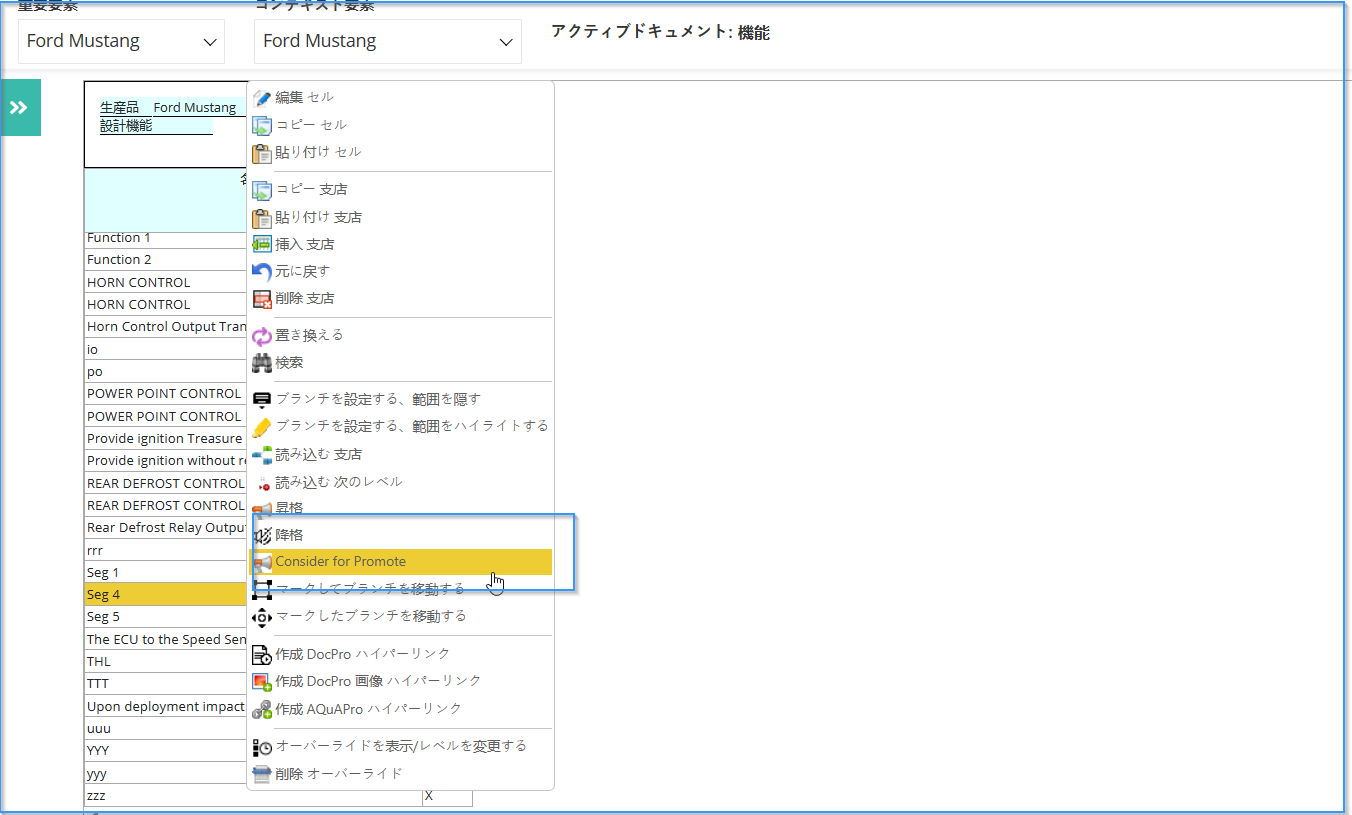 重要要素
コンテキスト要素
Ford Mustang
Ford Mustang
アクティブドキュメント: 機能
生産品 Ford Mustang
設計機能
Function 1
Function 2
HORN CONTROL
HORN CONTROL
Horn Control Output Tran
io
po
POWER POINT CONTROL
POWER POINT CONTROL
Provide ignition Treasure
Provide ignition without re
REAR DEFROST CONTROL
REAR DEFROST CONTROL
Rear Defrost Relay Outpu
rrr
Seg 1
Seg 4
Seg 5
The ECU to the Speed Sen
THL
TTT
Upon deployment impact
uuu
YYY
yyy
zzz
X
編集 セル
コピー セル
貼り付け セル
コピー 支店
貼り付け 支店
挿入 支店
元に戻す
削除 支店
置き換える
検索
ブランチを設定する、範囲を隠す
ブランチを設定する、範囲をハイライトする
読み込む 支店
読み込む 次のレベル
昇格
降格
Consider for Promote
マークしてブランチを移動する
マークしたブランチを移動する
作成 DocPro ハイパーリンク
作成 DocPro 画像 ハイパーリンク
作成 AQuAPro ハイパーリンク
オーバーライドを表示/レベルを変更する
削除 オーバーライド